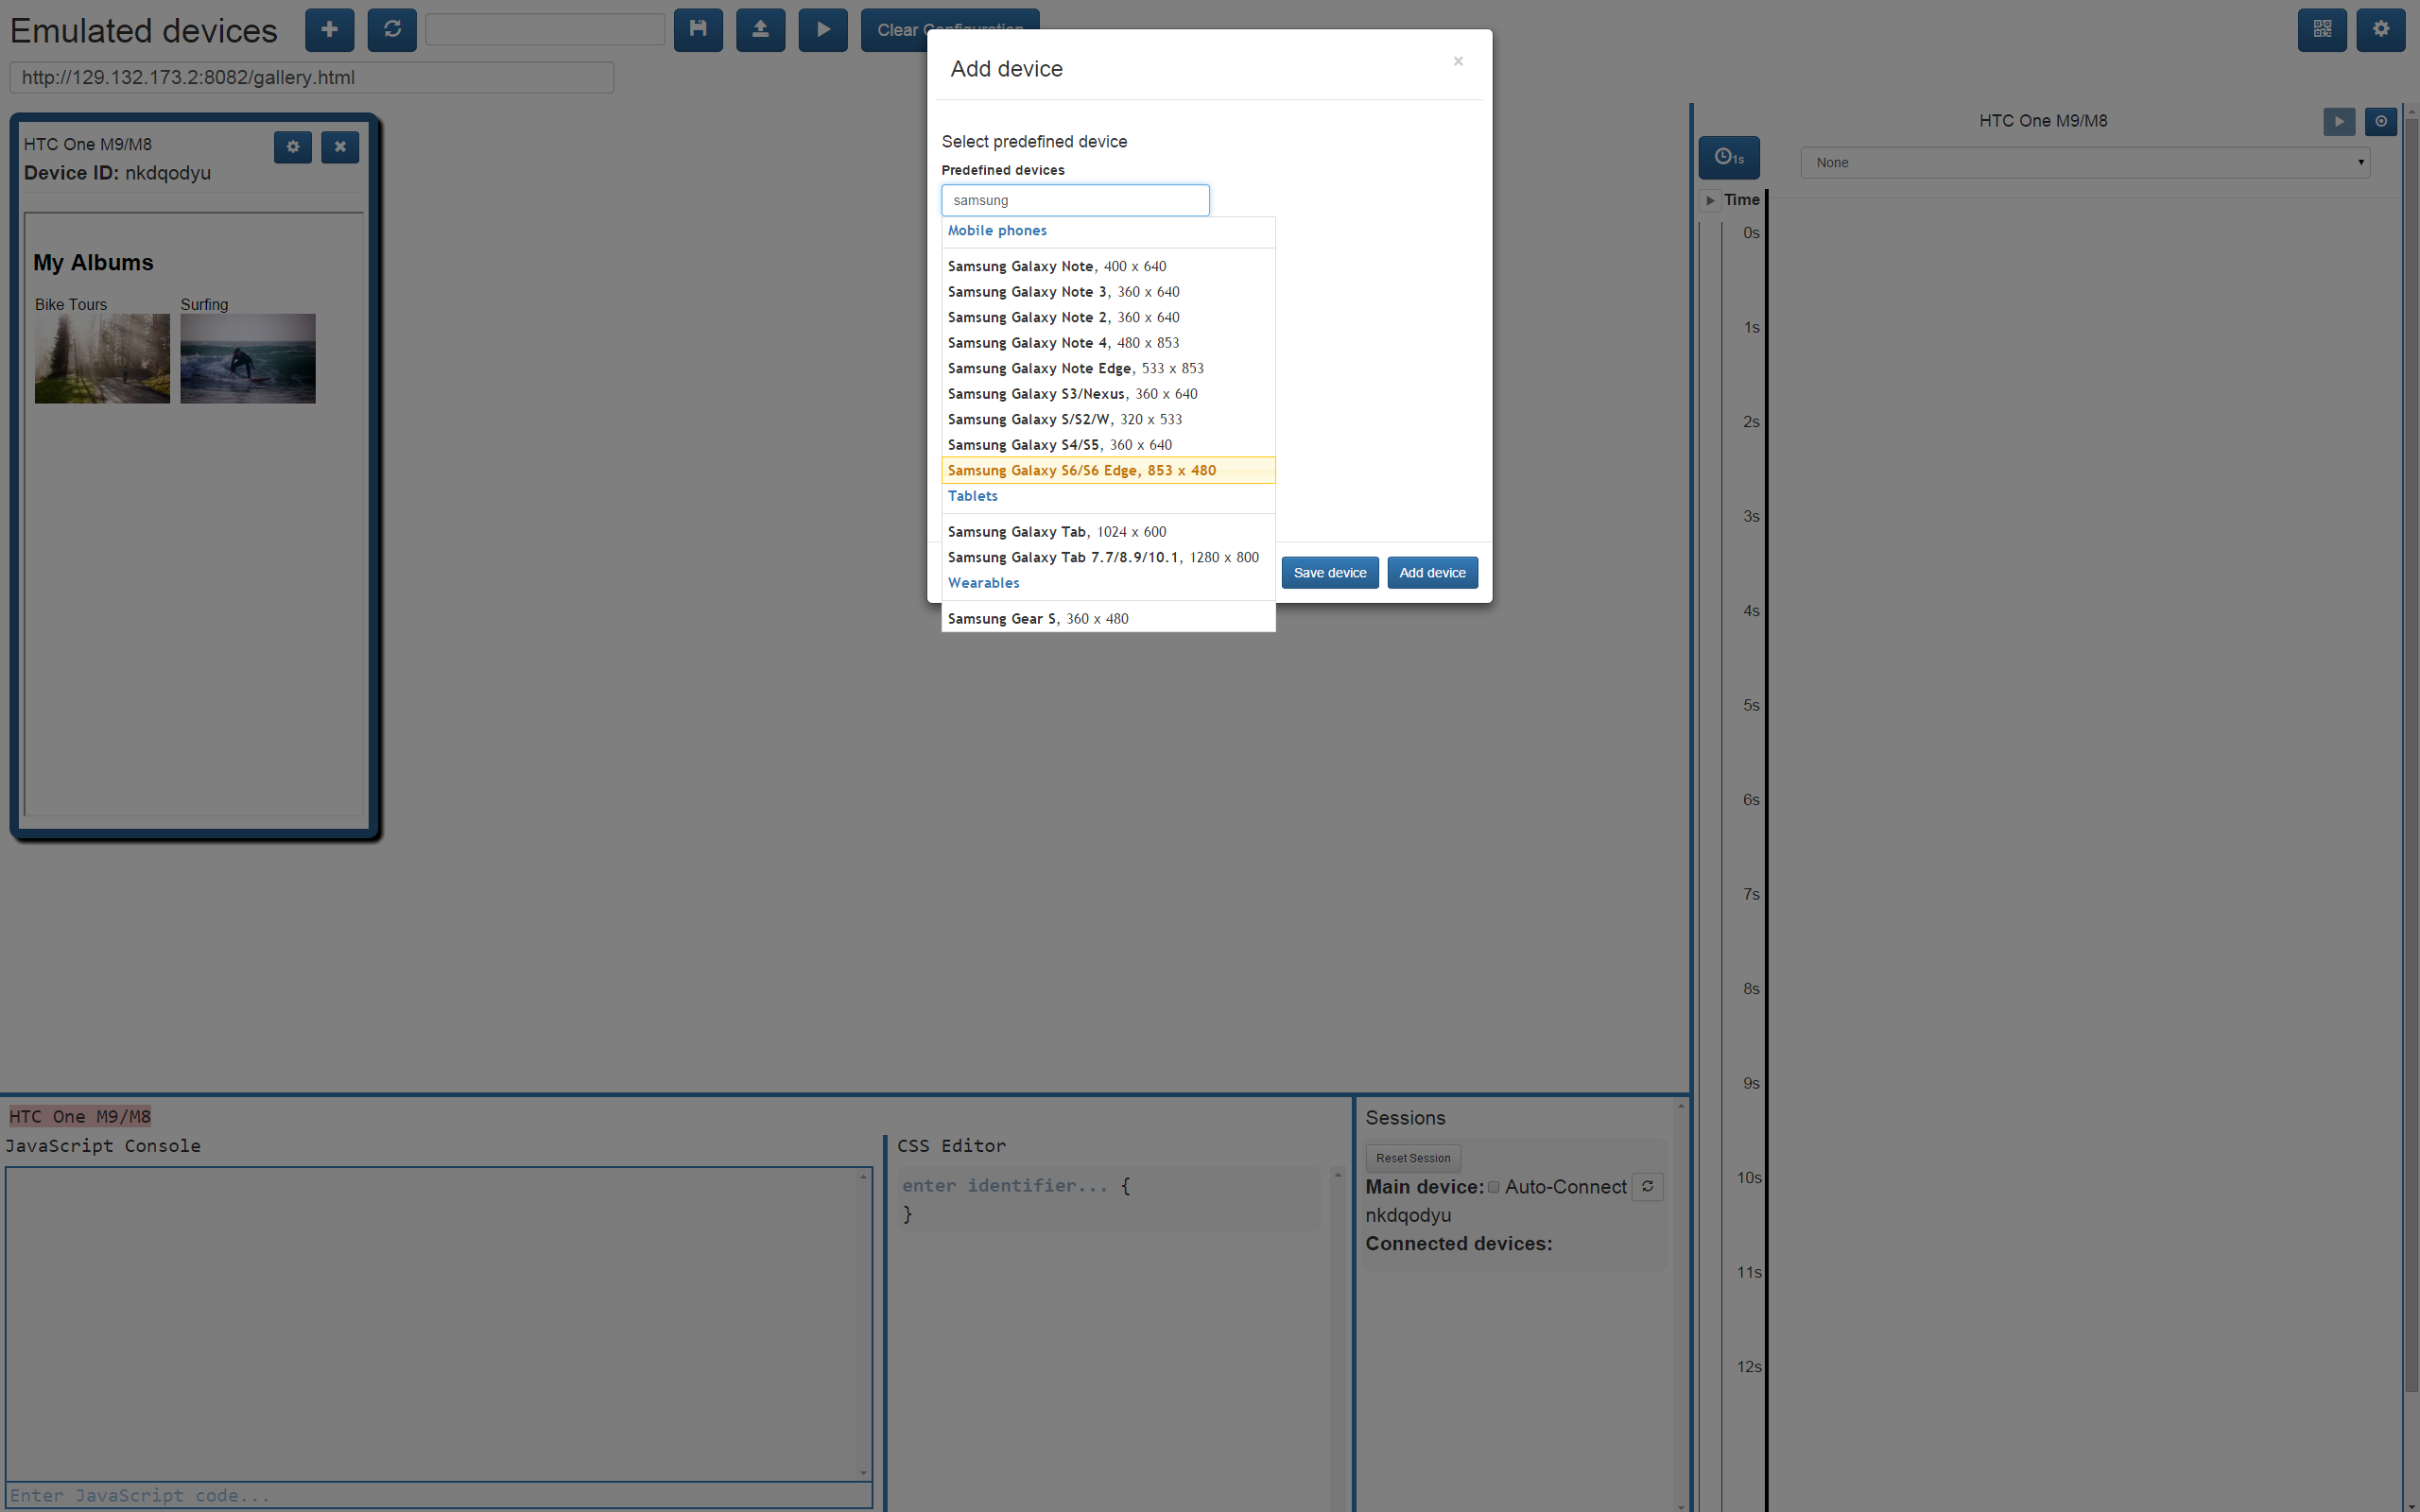 Emulated devices
Clear Configuration
http://129.132.173.2:8082/gallery.html
HTC One M9/M8
Device ID: nkdqodyu
My Albums
Bike Tours
Surfing
Add device
×
Select predefined device
Predefined devices
samsung
Mobile phones
Samsung Galaxy Note, 400 x 640
Samsung Galaxy Note 3, 360 x 640
Samsung Galaxy Note 2, 360 x 640
Samsung Galaxy Note 4, 480 x 853
Samsung Galaxy Note Edge, 533 x 853
Samsung Galaxy S3/Nexus, 360 x 640
Samsung Galaxy S/S2/W, 320 x 533
Samsung Galaxy S4/S5, 360 x 640
Samsung Galaxy S6/S6 Edge, 853 x 480
Tablets
Samsung Galaxy Tab, 1024 x 600
Samsung Galaxy Tab 7.7/8.9/10.1, 1280 x 800
Wearables
Samsung Gear S, 360 x 480
Save device
Add device
HTC One M9/M8
1s
None
Time
0s
1s
2s
3s
4s
5s
6s
7s
8s
9s
10s
11s
12s
HTC One M9/M8
JavaScript Console
Enter JavaScript code...
CSS Editor
enter identifier... {
}
Sessions
Reset Session
Main device: Auto-Connect
nkdqodyu
Connected devices: